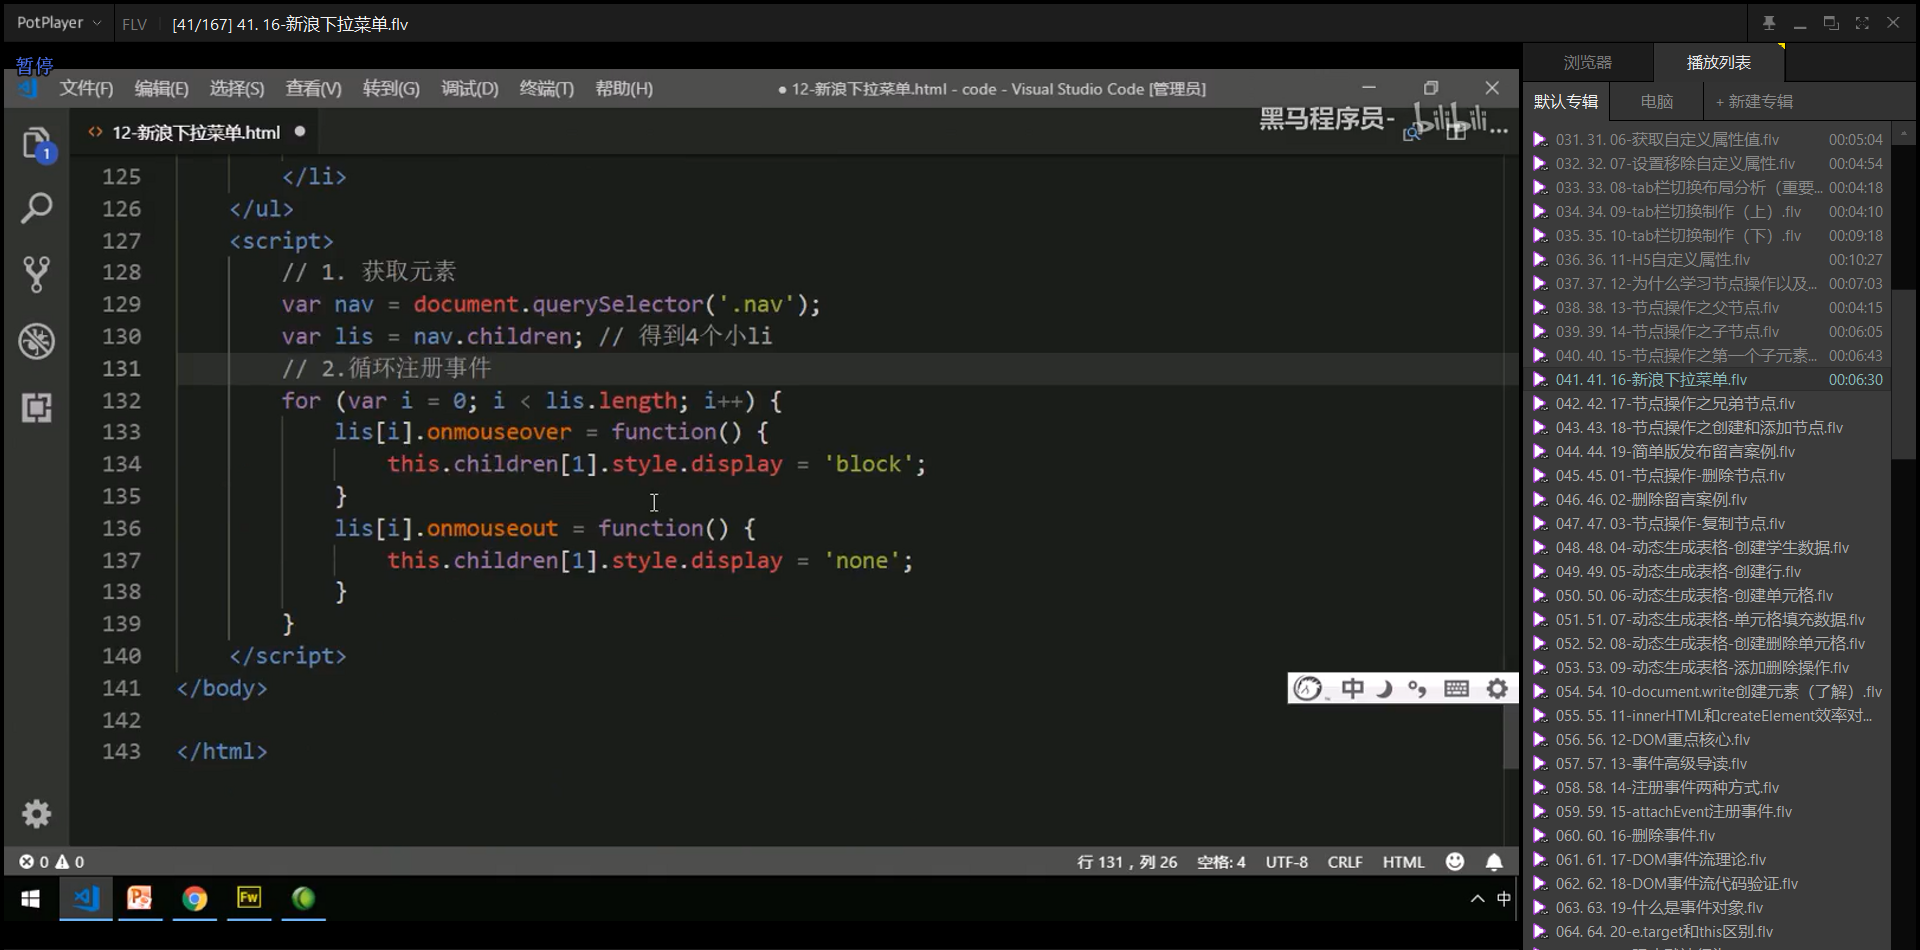 PotPlayer
FLV
[41/167] 41. 16-新浪下拉菜单.flv
暂停
文件(F) 编辑(E) 选择(S) 查看(V) 转到(G) 调试(D) 终端(T) 帮助(H)
● 12-新浪下拉菜单.html - code - Visual Studio Code [管理员]
黑马程序员- bilibili
1
<> 12-新浪下拉菜单.html ●
125 </li>
126 </ul>
127 <script>
128 // 1. 获取元素
129 var nav = document.querySelector('.nav');
130 var lis = nav.children; // 得到4个小li
131 // 2.循环注册事件
132 for (var i = 0; i < lis.length; i++) {
133 lis[i].onmouseover = function() {
134 this.children[1].style.display = 'block';
135 }
136 lis[i].onmouseout = function() {
137 this.children[1].style.display = 'none';
138 }
139 }
140 </script>
141 </body>
142
143 </html>
中
0 0
行 131，列 26 空格: 4 UTF-8 CRLF HTML
Fw
中
浏览器 播放列表
默认专辑 电脑 + 新建专辑
031. 31. 06-获取自定义属性值.flv 00:05:04
032. 32. 07-设置移除自定义属性.flv 00:04:54
033. 33. 08-tab栏切换布局分析（重要... 00:04:18
034. 34. 09-tab栏切换制作（上）.flv 00:04:10
035. 35. 10-tab栏切换制作（下）.flv 00:09:18
036. 36. 11-H5自定义属性.flv 00:10:27
037. 37. 12-为什么学习节点操作以及... 00:07:03
038. 38. 13-节点操作之父节点.flv 00:04:15
039. 39. 14-节点操作之子节点.flv 00:06:05
040. 40. 15-节点操作之第一个子元素... 00:06:43
041. 41. 16-新浪下拉菜单.flv 00:06:30
042. 42. 17-节点操作之兄弟节点.flv
043. 43. 18-节点操作之创建和添加节点.flv
044. 44. 19-简单版发布留言案例.flv
045. 45. 01-节点操作-删除节点.flv
046. 46. 02-删除留言案例.flv
047. 47. 03-节点操作-复制节点.flv
048. 48. 04-动态生成表格-创建学生数据.flv
049. 49. 05-动态生成表格-创建行.flv
050. 50. 06-动态生成表格-创建单元格.flv
051. 51. 07-动态生成表格-单元格填充数据.flv
052. 52. 08-动态生成表格-创建删除单元格.flv
053. 53. 09-动态生成表格-添加删除操作.flv
054. 54. 10-document.write创建元素（了解）.flv
055. 55. 11-innerHTML和createElement效率对...
056. 56. 12-DOM重点核心.flv
057. 57. 13-事件高级导读.flv
058. 58. 14-注册事件两种方式.flv
059. 59. 15-attachEvent注册事件.flv
060. 60. 16-删除事件.flv
061. 61. 17-DOM事件流理论.flv
062. 62. 18-DOM事件流代码验证.flv
063. 63. 19-什么是事件对象.flv
064. 64. 20-e.target和this区别.flv